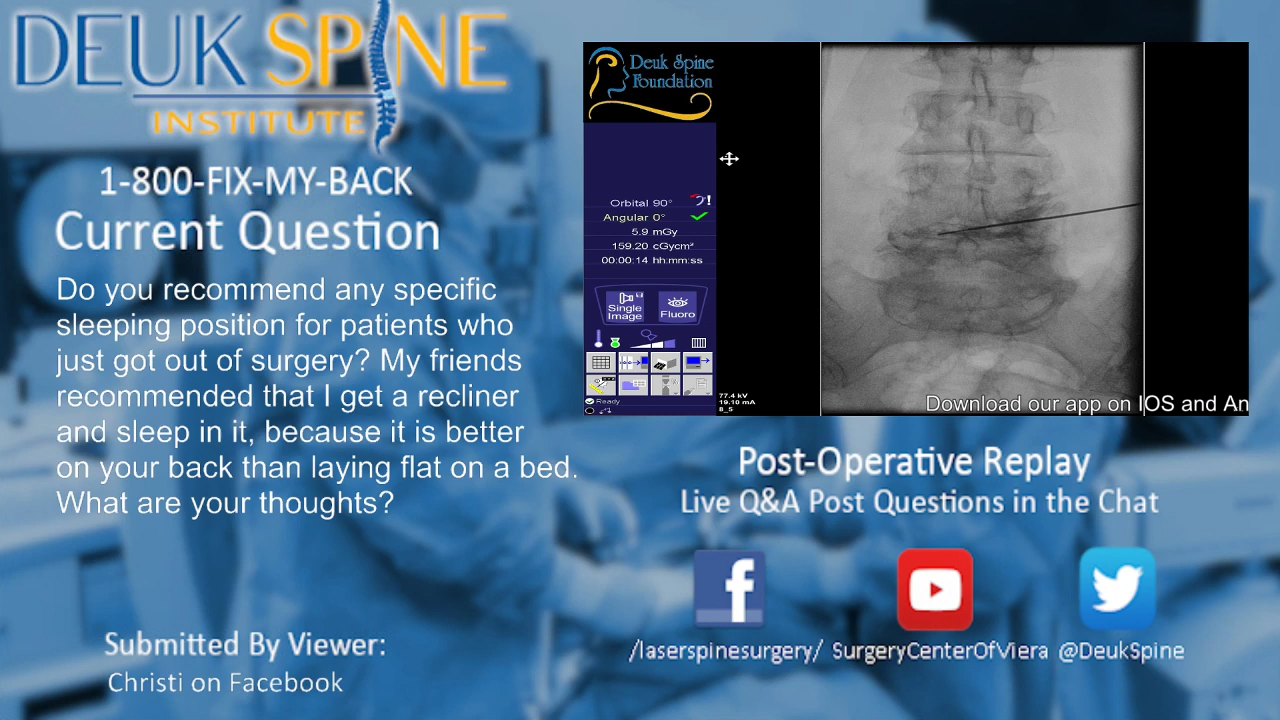 DEUK SPINE
INSTITUTE
1-800-FIX-MY-BACK
Current Question
Do you recommend any specific
sleeping position for patients who
just got out of surgery? My friends
recommended that I get a recliner
and sleep in it, because it is better
on your back than laying flat on a bed.
What are your thoughts?
Submitted By Viewer:
Christi on Facebook
Deuk Spine
Foundation
Orbital 90°
Angular 0°
5.9 mGy
159.20 cGycm²
00:00:14 hh:mm:ss
Single
Image
Fluoro
Ready
77.4 kV
19.10 mA
B_5
Download our app on IOS and An
Post-Operative Replay
Live Q&A Post Questions in the Chat
/laserspinesurgery/ SurgeryCenterOfViera @DeukSpine